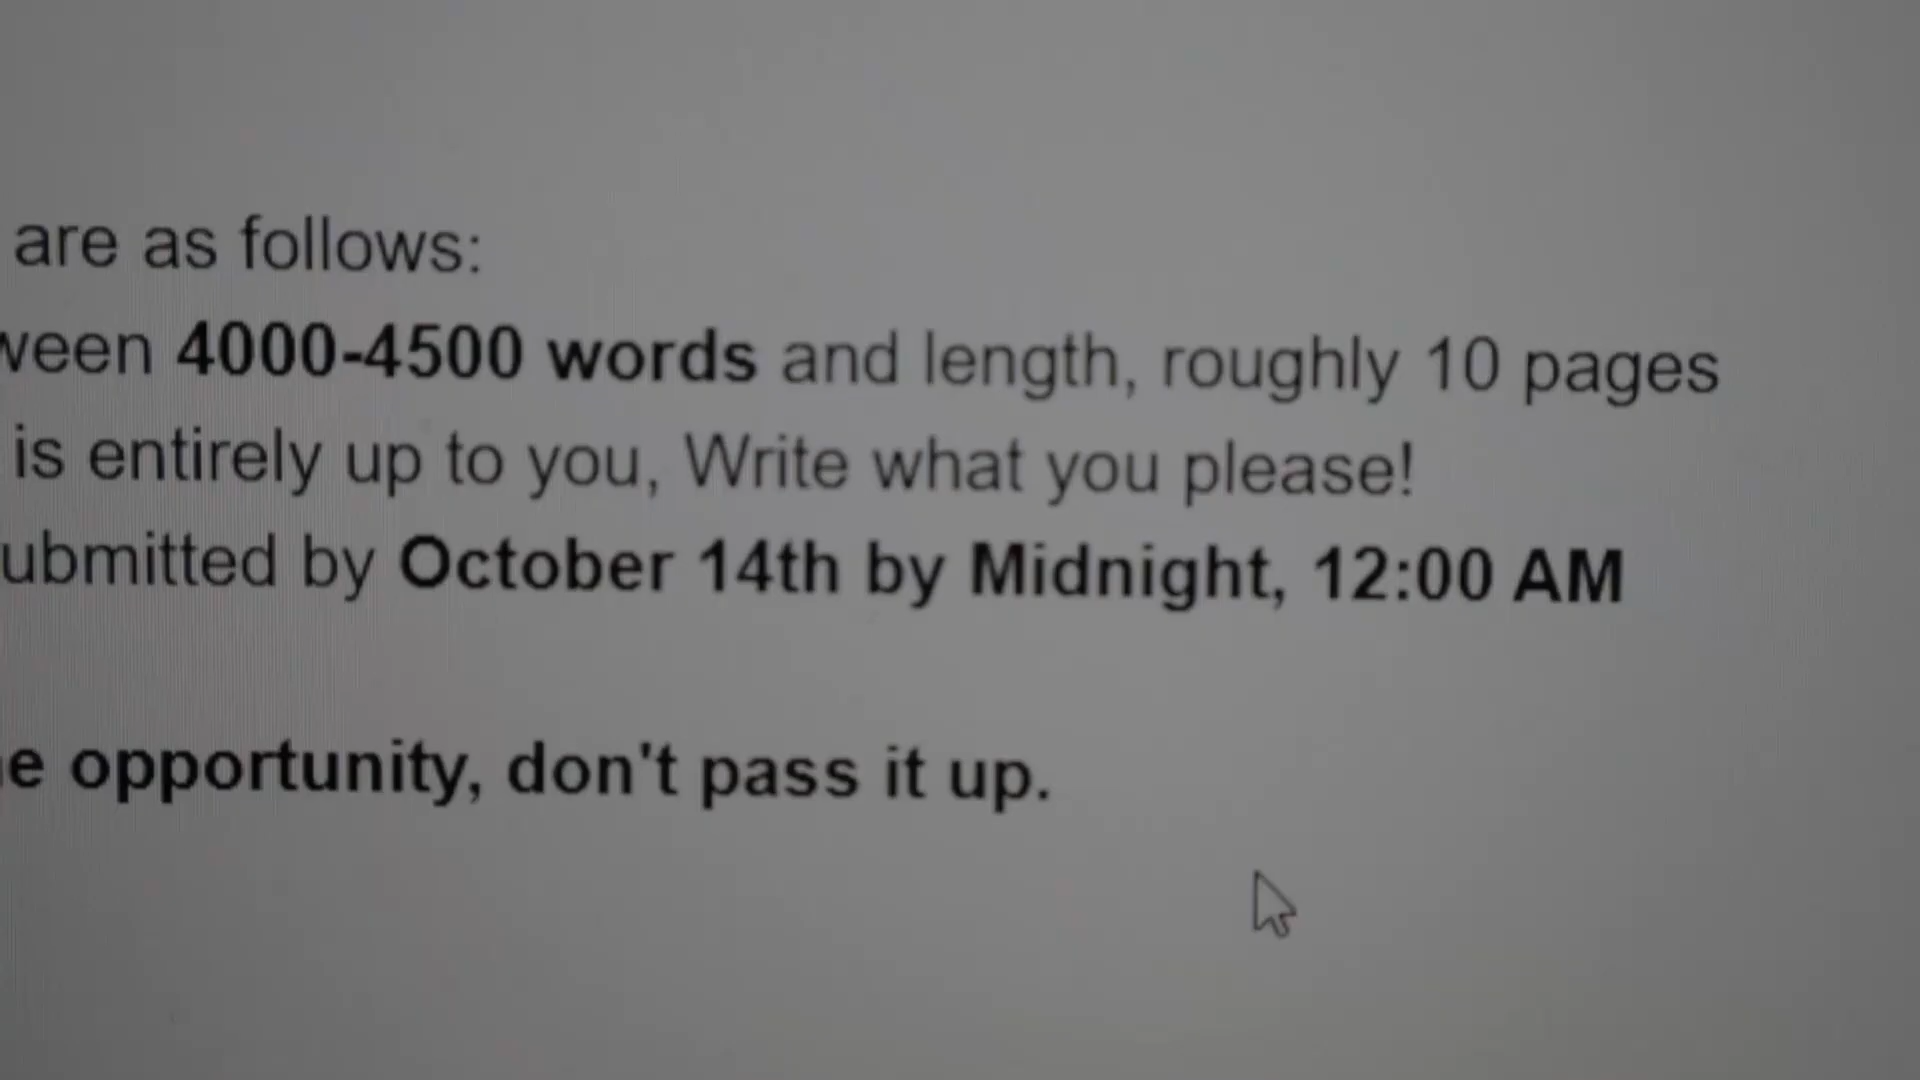 are as follows:
ween 4000-4500 words and length, roughly 10 pages
is entirely up to you, Write what you please!
ubmitted by October 14th by Midnight, 12:00 AM
e opportunity, don't pass it up.